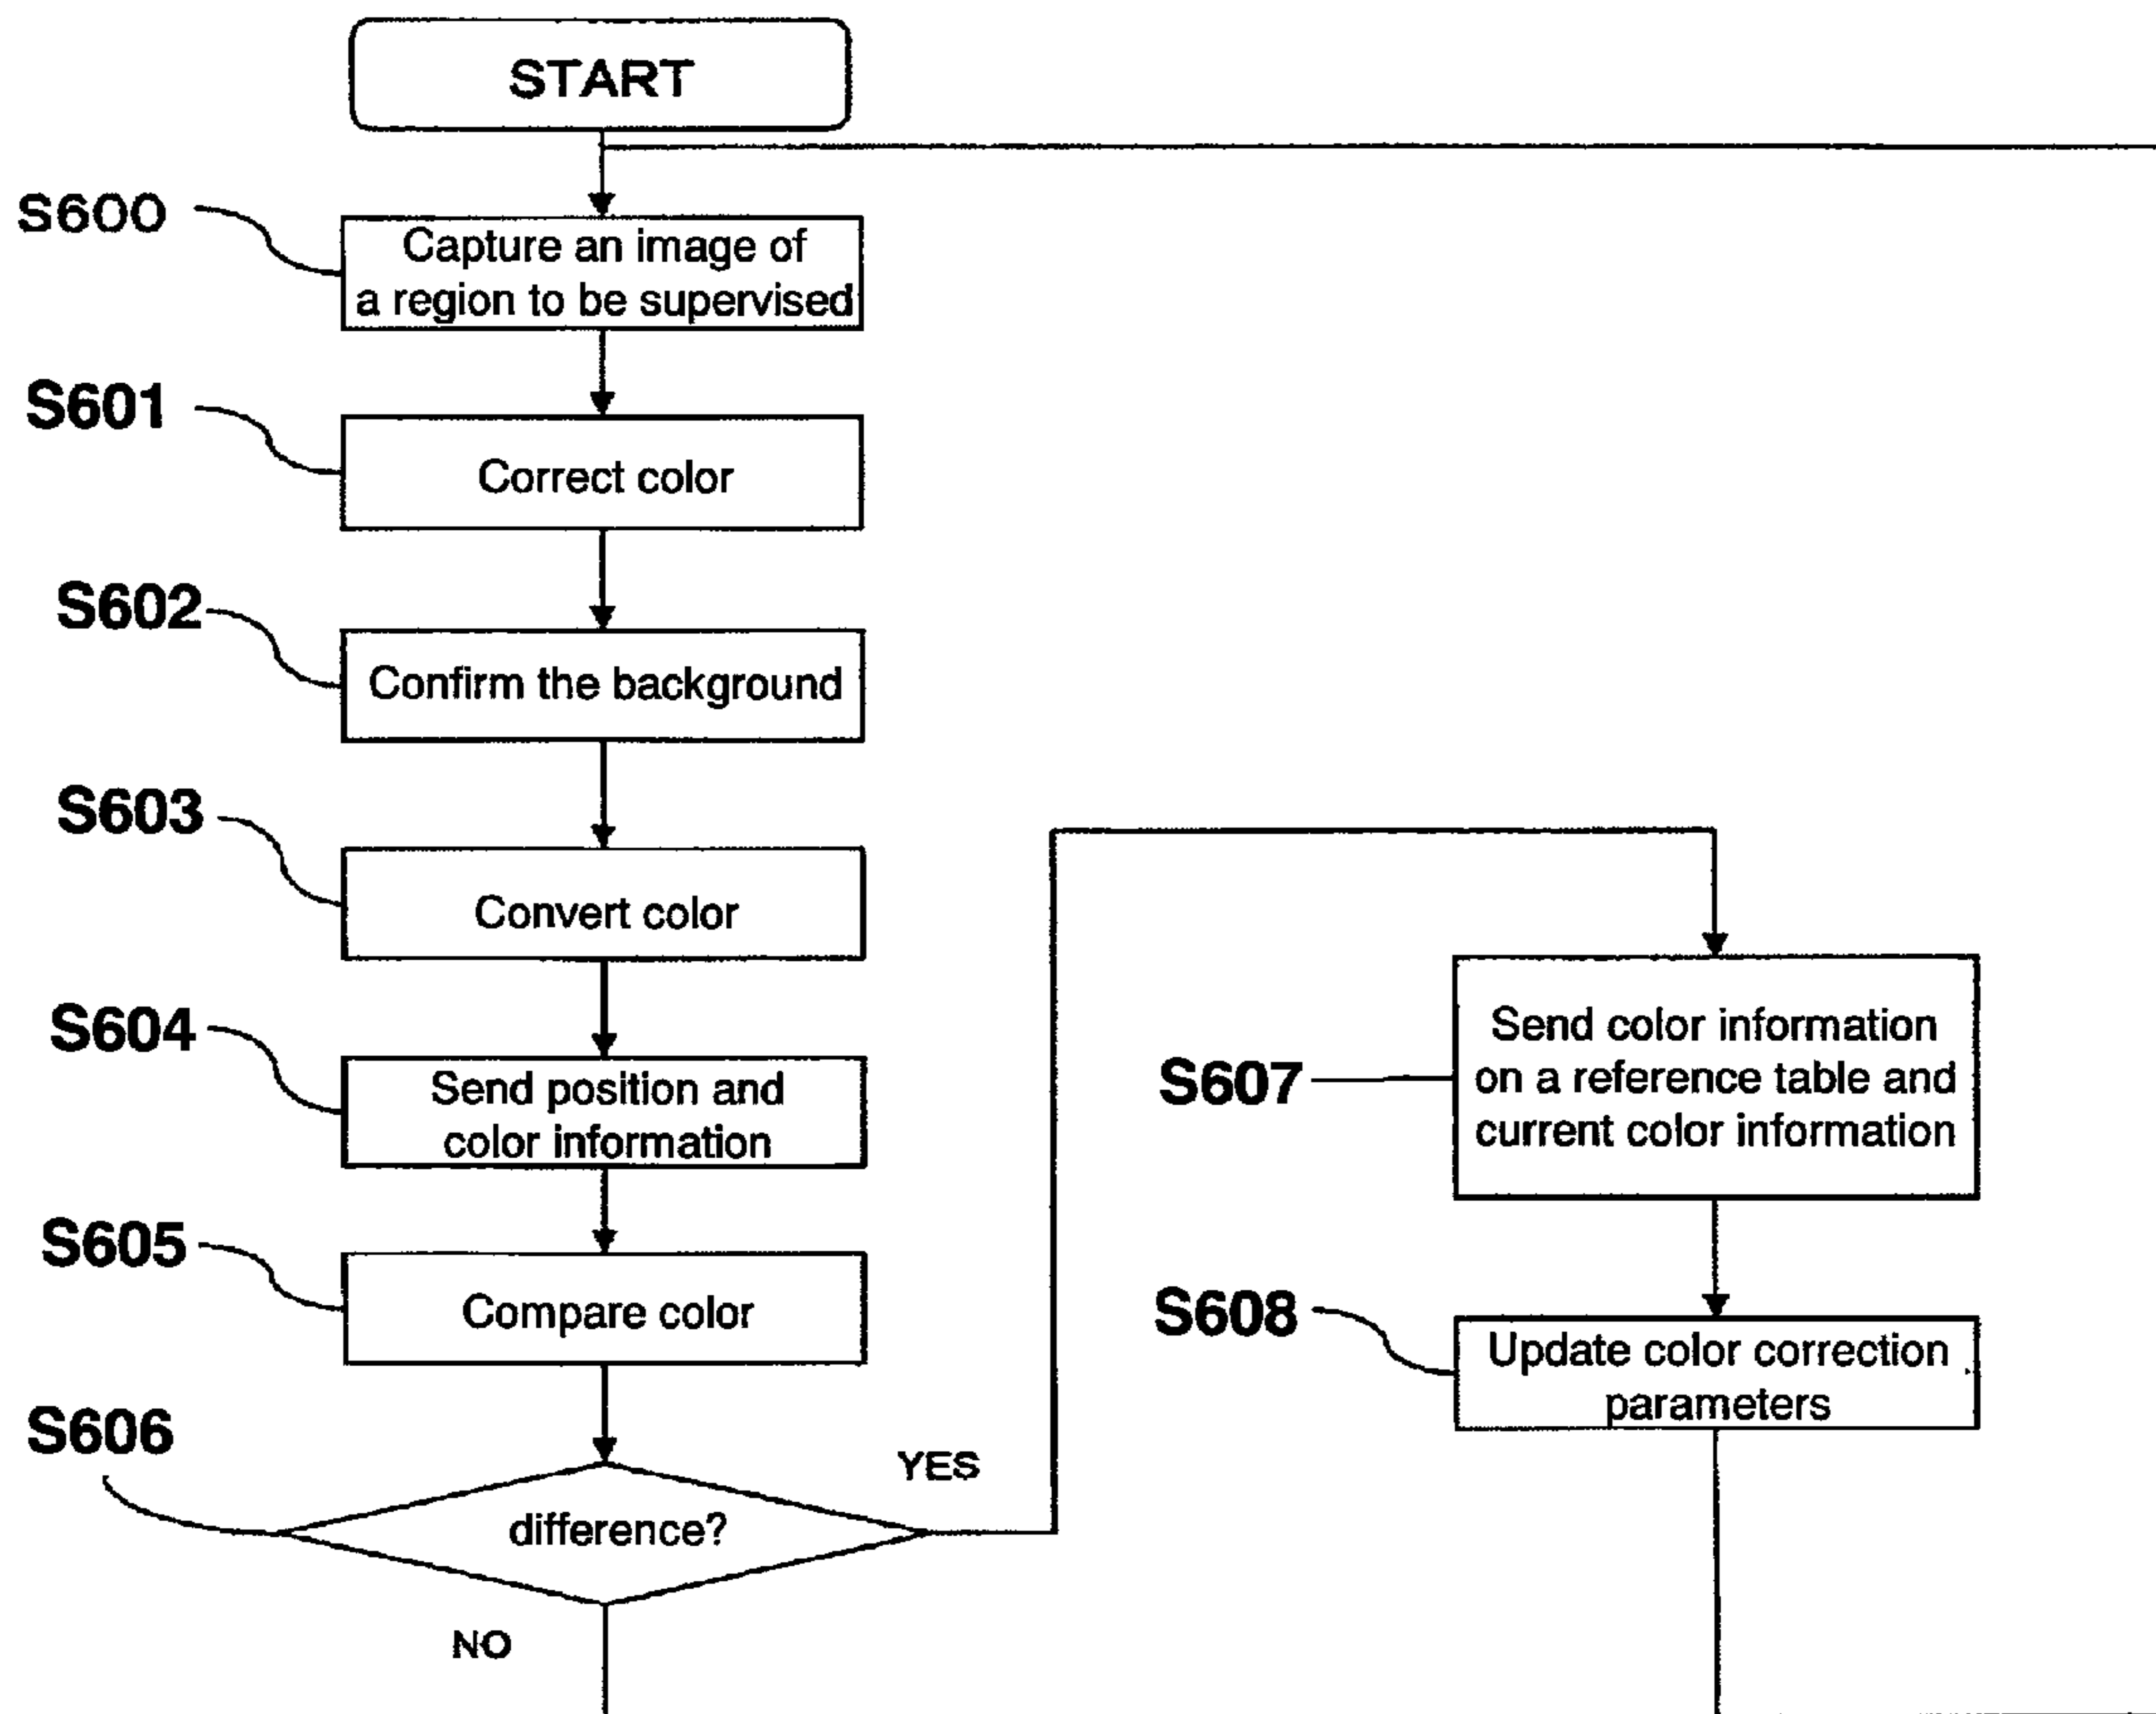 START
S600
Capture an image of
a region to be supervised
S601
Correct color
S602
Confirm the background
S603
Convert color
S604
Send position and
color information
S605
Compare color
S606
difference?
YES
NO
S607
Send color information
on a reference table and
current color information
S608
Update color correction
parameters